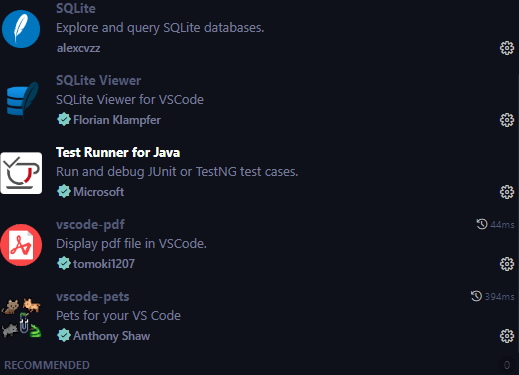 SQLite
Explore and query SQLite databases.
alexcvzz
SQLite Viewer
SQLite Viewer for VSCode
Florian Klampfer
Test Runner for Java
Run and debug JUnit or TestNG test cases.
Microsoft
vscode-pdf 44ms
Display pdf file in VSCode.
tomoki1207
vscode-pets 394ms
Pets for your VS Code
Anthony Shaw
RECOMMENDED 0